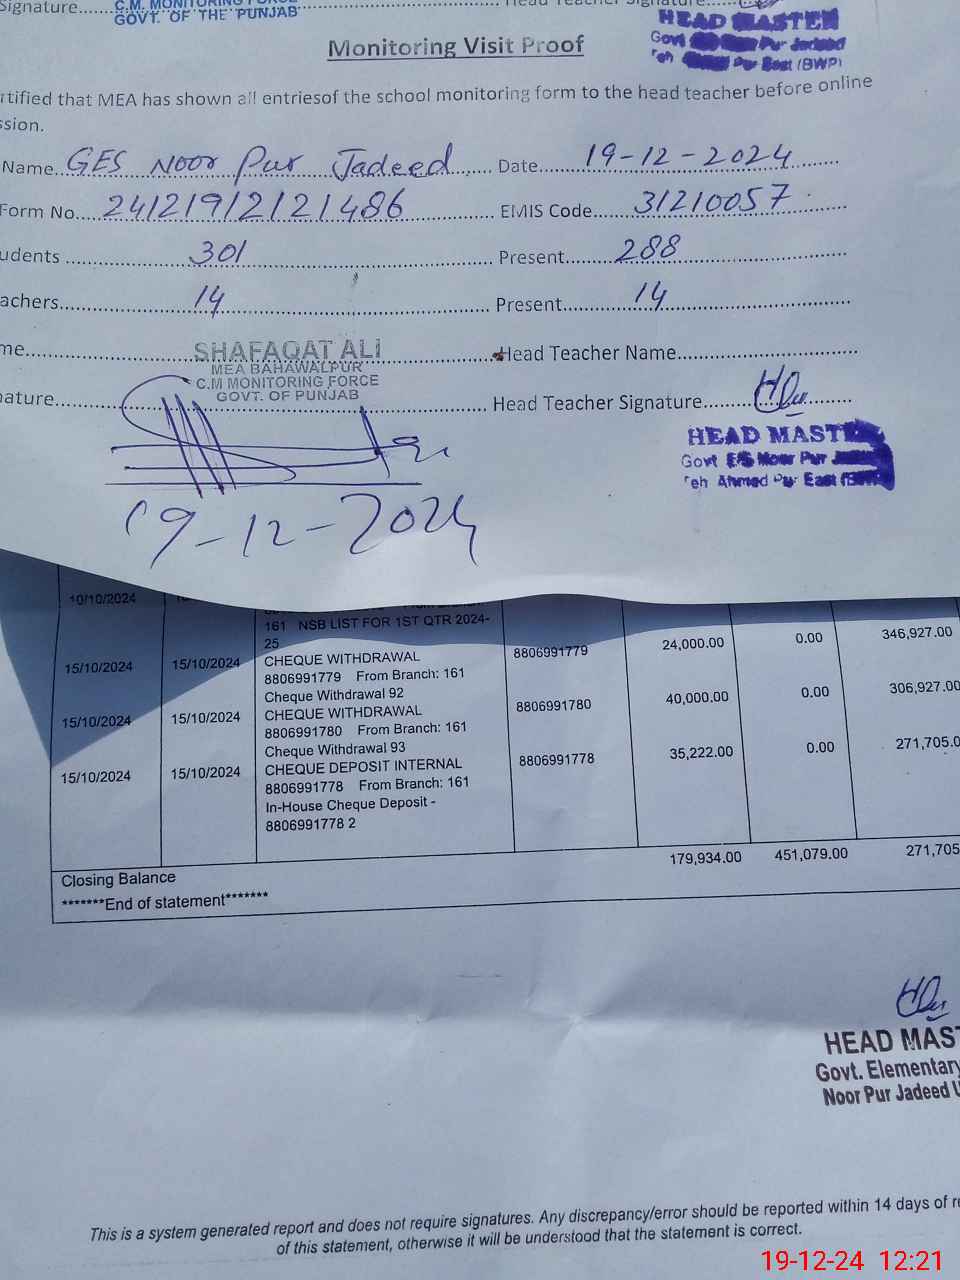 Signature
C.M. MONITORING FORCE
GOVT. OF THE PUNJAB
Head Teacher Signature
HEAD MASTER
Govt Pur Jadeed
Teh Pur East (BWP)
Monitoring Visit Proof
rtified that MEA has shown all entriesof the school monitoring form to the head teacher before online
ssion.
Name GES Noor Pur Jadeed Date 19-12-2024
Form No. 24121912121486 EMIS Code 31210057
udents 301 Present 288
achers 14 Present 14
me SHAFAQAT ALI Head Teacher Name
MEA BAHAWALPUR
C.M MONITORING FORCE
GOVT. OF PUNJAB
nature Head Teacher Signature
HEAD MASTE
Govt E/S Noor Pur
Teh Ahmed Pur East
19-12-2024
10/10/2024
161 NSB LIST FOR 1ST QTR 2024-
25
15/10/2024 15/10/2024 CHEQUE WITHDRAWAL 8806991779 24,000.00 0.00 346,927.00
8806991779 From Branch: 161
Cheque Withdrawal 92
15/10/2024 15/10/2024 CHEQUE WITHDRAWAL 8806991780 40,000.00 0.00 306,927.00
8806991780 From Branch: 161
Cheque Withdrawal 93
15/10/2024 15/10/2024 CHEQUE DEPOSIT INTERNAL 8806991778 35,222.00 0.00 271,705.0
8806991778 From Branch: 161
In-House Cheque Deposit -
8806991778 2
179,934.00 451,079.00 271,705
Closing Balance
*******End of statement*******
HEAD MAST
Govt. Elementary
Noor Pur Jadeed U
This is a system generated report and does not require signatures. Any discrepancy/error should be reported within 14 days of re
of this statement, otherwise it will be understood that the statement is correct.
19-12-24 12:21